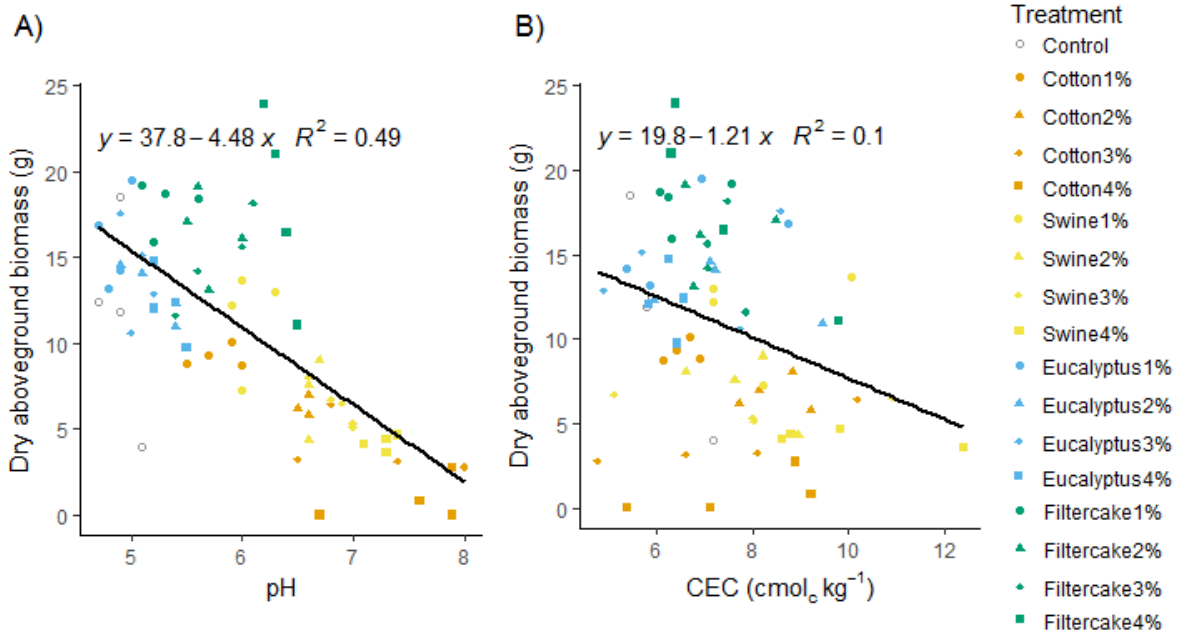 A)
B)
y = 37.8 – 4.48 x R² = 0.49
25
20
15
10
5
0
Dry aboveground biomass (g)
5
6
7
8
pH
y = 19.8 – 1.21 x R² = 0.1
25
20
15
10
5
0
Dry aboveground biomass (g)
6
8
10
12
CEC (cmol_c kg⁻¹)
Treatment
Control
Cotton1%
Cotton2%
Cotton3%
Cotton4%
Swine1%
Swine2%
Swine3%
Swine4%
Eucalyptus1%
Eucalyptus2%
Eucalyptus3%
Eucalyptus4%
Filtercake1%
Filtercake2%
Filtercake3%
Filtercake4%